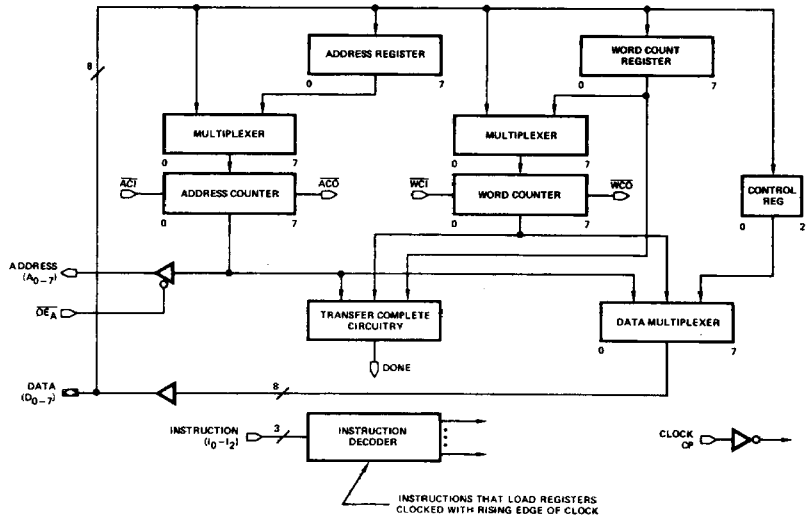 8
ADDRESS REGISTER
0 7
WORD COUNT
REGISTER
0 7
MULTIPLEXER
0 7
MULTIPLEXER
0 7
ACI
ADDRESS COUNTER
ACO
0 7
WCI
WORD COUNTER
WCO
0 7
CONTROL
REG
0 2
ADDRESS
(A0-7)
OEA
TRANSFER COMPLETE
CIRCUITRY
DATA MULTIPLEXER
0 7
DONE
DATA
(D0-7)
8
INSTRUCTION
(I0-I2)
3
INSTRUCTION
DECODER
CLOCK
CP
INSTRUCTIONS THAT LOAD REGISTERS
CLOCKED WITH RISING EDGE OF CLOCK